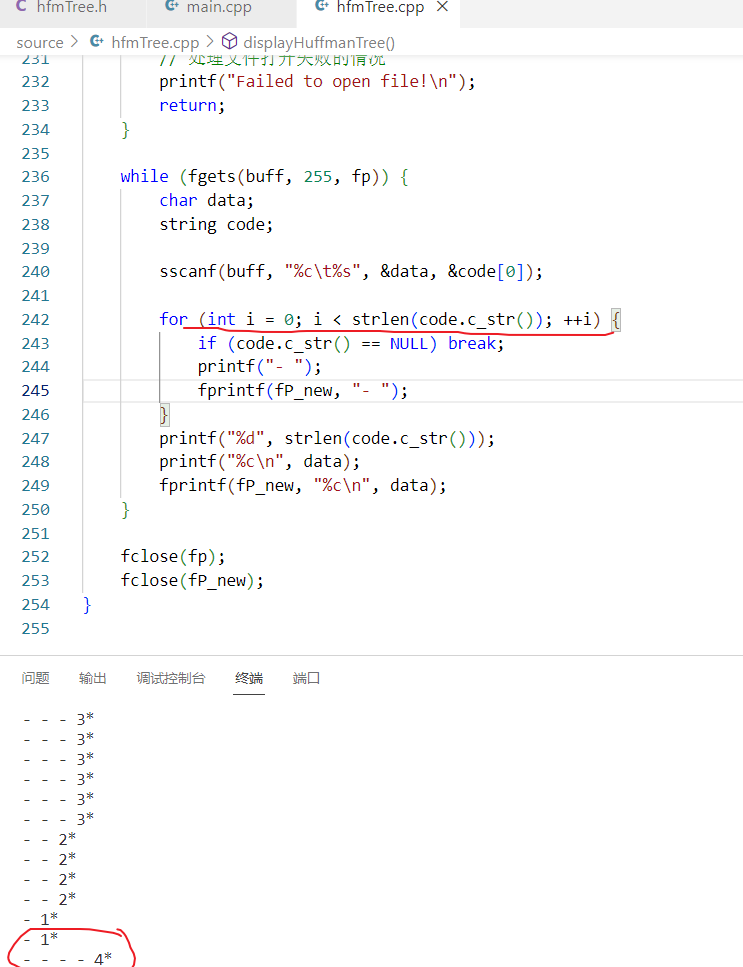 hfmTree.h main.cpp hfmTree.cpp
source > hfmTree.cpp > displayHuffmanTree()
231 // 处理文件打开失败的情况
232 printf("Failed to open file!\n");
233 return;
234 }
235
236 while (fgets(buff, 255, fp)) {
237 char data;
238 string code;
239
240 sscanf(buff, "%c\t%s", &data, &code[0]);
241
242 for (int i = 0; i < strlen(code.c_str()); ++i) {
243 if (code.c_str() == NULL) break;
244 printf("- ");
245 fprintf(fP_new, "- ");
246 }
247 printf("%d", strlen(code.c_str()));
248 printf("%c\n", data);
249 fprintf(fP_new, "%c\n", data);
250 }
251
252 fclose(fp);
253 fclose(fP_new);
254 }
255
问题 输出 调试控制台 终端 端口
- - - 3*
- - - 3*
- - - 3*
- - - 3*
- - - 3*
- - - 3*
- - 2*
- - 2*
- - 2*
- - 2*
- 1*
- 1*
- - - - 4*